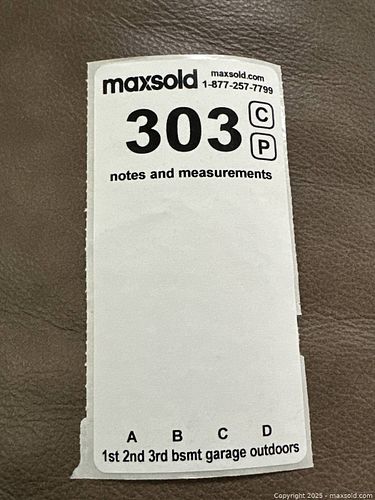 maxsold maxsold.com
1-877-257-7799
303 C
P
notes and measurements
A B C D
1st 2nd 3rd bsmt garage outdoors
Copyright 2025 - maxsold.com